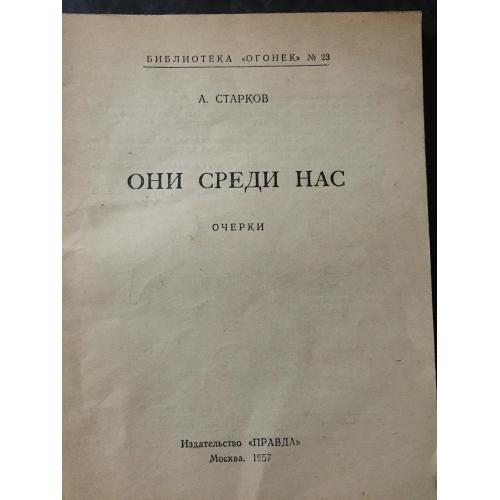 БИБЛИОТЕКА «ОГОНЕК» № 23
А. СТАРКОВ
ОНИ СРЕДИ НАС
ОЧЕРКИ
Издательство «ПРАВДА»
Москва. 1957